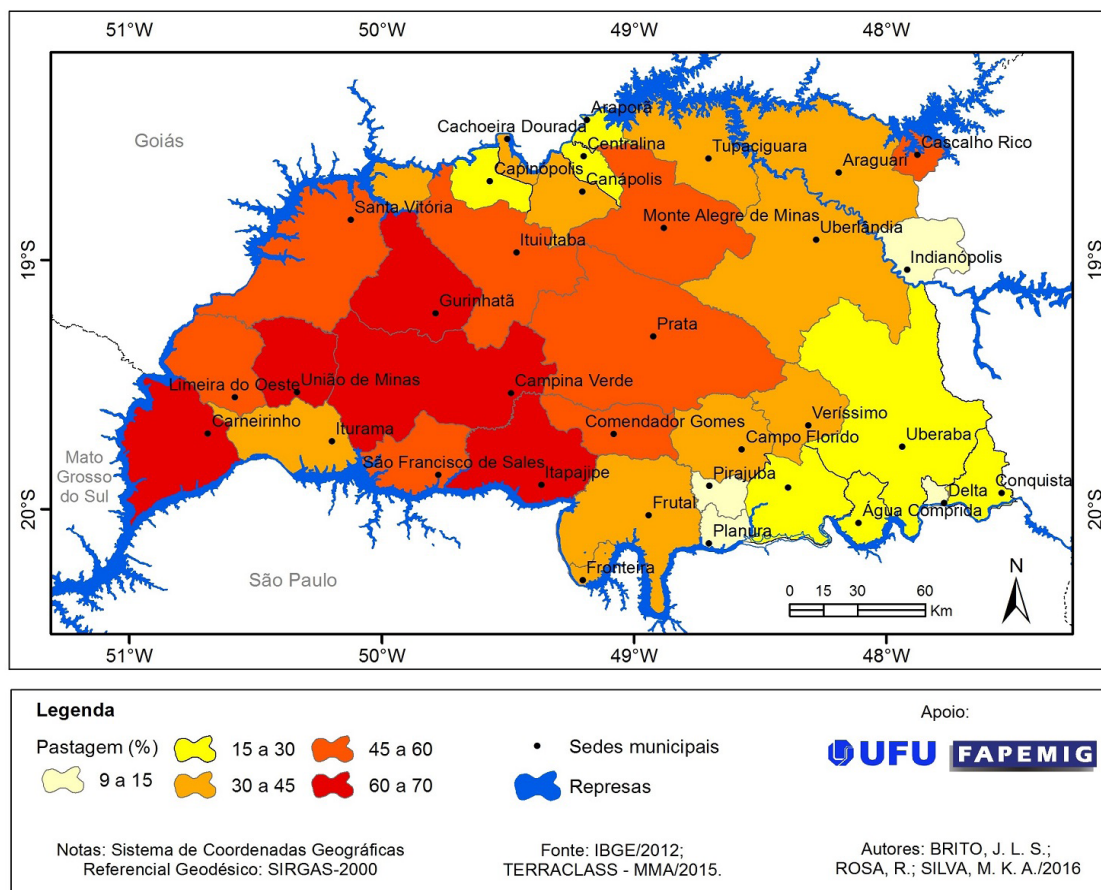 51°W 50°W 49°W 48°W
Araporã
Cachoeira Dourada
Goiás
Centralina
Tupaciguara
Cascalho Rico
Capinópolis
Araguari
Canápolis
Santa Vitória
Monte Alegre de Minas
Uberlândia
Ituiutaba
19°S
19°S
Indianópolis
Gurinhatã
Prata
Limeira do Oeste
União de Minas
Campina Verde
Carneirinho
Iturama
Comendador Gomes
Veríssimo
Campo Florido
Uberaba
Mato
Grosso
do Sul
São Francisco de Sales
Itapajipe
Pirajuba
Delta
Conquista
20°S
20°S
Frutal
Água Comprida
Planura
Fronteira
São Paulo
N
0 15 30 60
Km
51°W 50°W 49°W 48°W
Legenda
Pastagem (%)
9 a 15
15 a 30
30 a 45
45 a 60
60 a 70
Sedes municipais
Represas
Apoio:
UFU
FAPEMIG
Notas: Sistema de Coordenadas Geográficas
Referencial Geodésico: SIRGAS-2000
Fonte: IBGE/2012;
TERRACLASS - MMA/2015.
Autores: BRITO, J. L. S.;
ROSA, R.; SILVA, M. K. A./2016